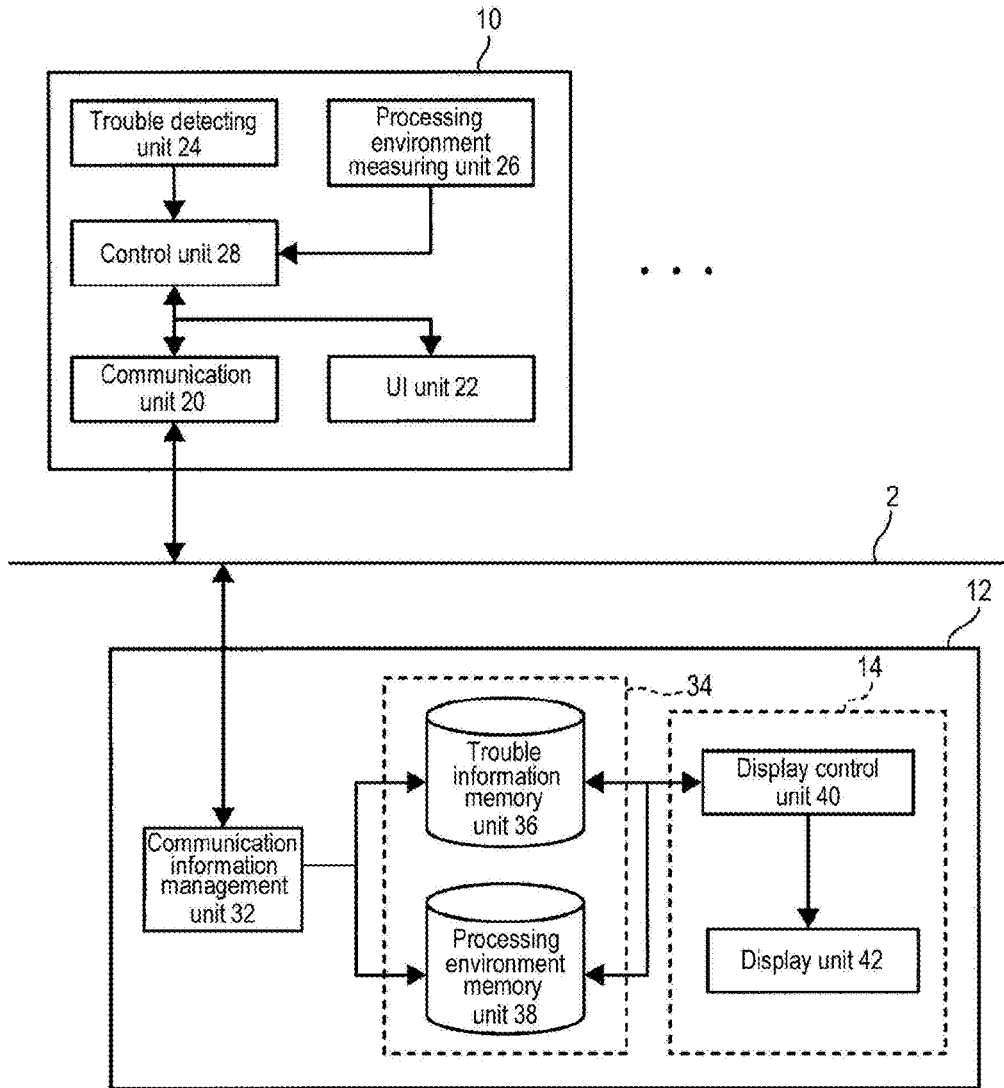 10
Trouble detecting
unit 24
Processing
environment
measuring unit 26
Control unit 28
Communication
unit 20
UI unit 22
2
12
34
14
Trouble
information
memory
unit 36
Display control
unit 40
Communication
information
management
unit 32
Processing
environment memory
unit 38
Display unit 42